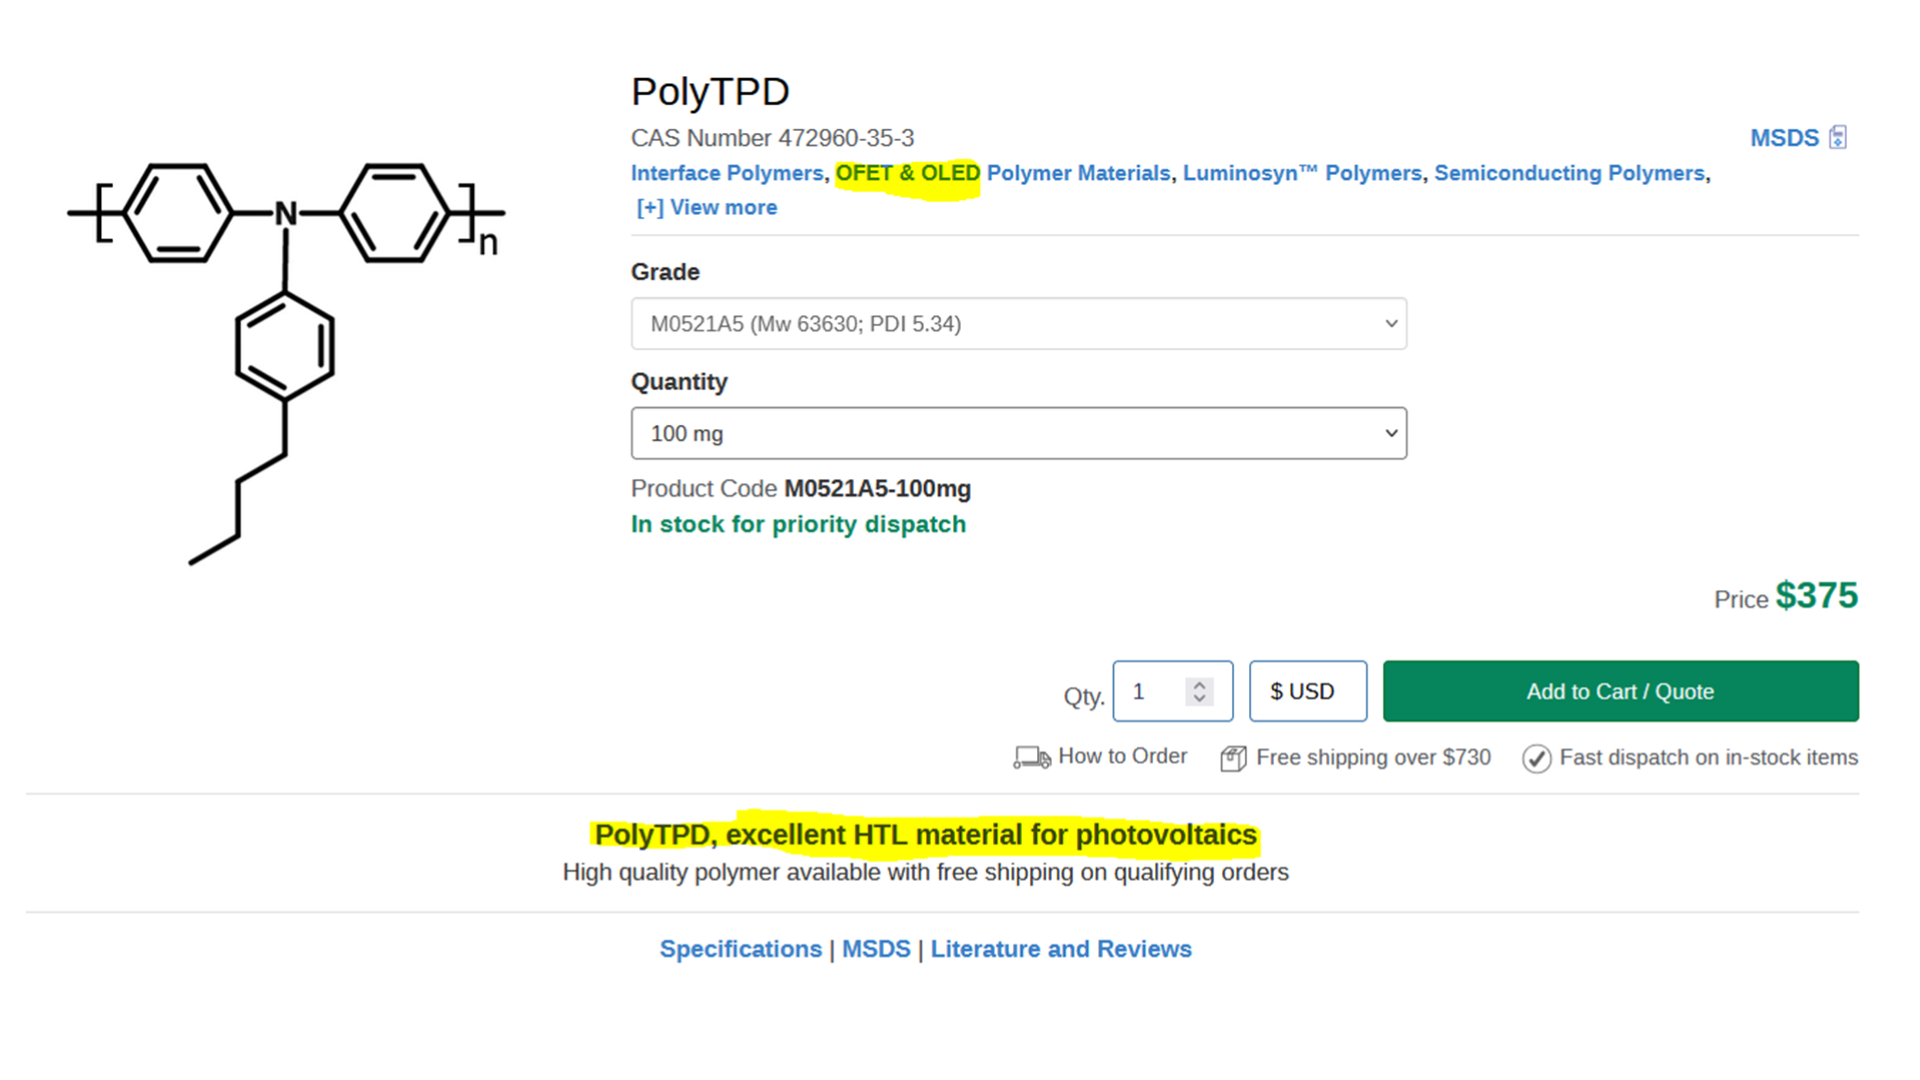 PolyTPD
CAS Number 472960-35-3
MSDS
Interface Polymers, OFET & OLED Polymer Materials, Luminosyn™ Polymers, Semiconducting Polymers,
[+] View more
N
n
Grade
M0521A5 (Mw 63630; PDI 5.34)
Quantity
100 mg
Product Code M0521A5-100mg
In stock for priority dispatch
Price $375
Qty. 1 $ USD Add to Cart / Quote
How to Order Free shipping over $730 Fast dispatch on in-stock items
PolyTPD, excellent HTL material for photovoltaics
High quality polymer available with free shipping on qualifying orders
Specifications | MSDS | Literature and Reviews